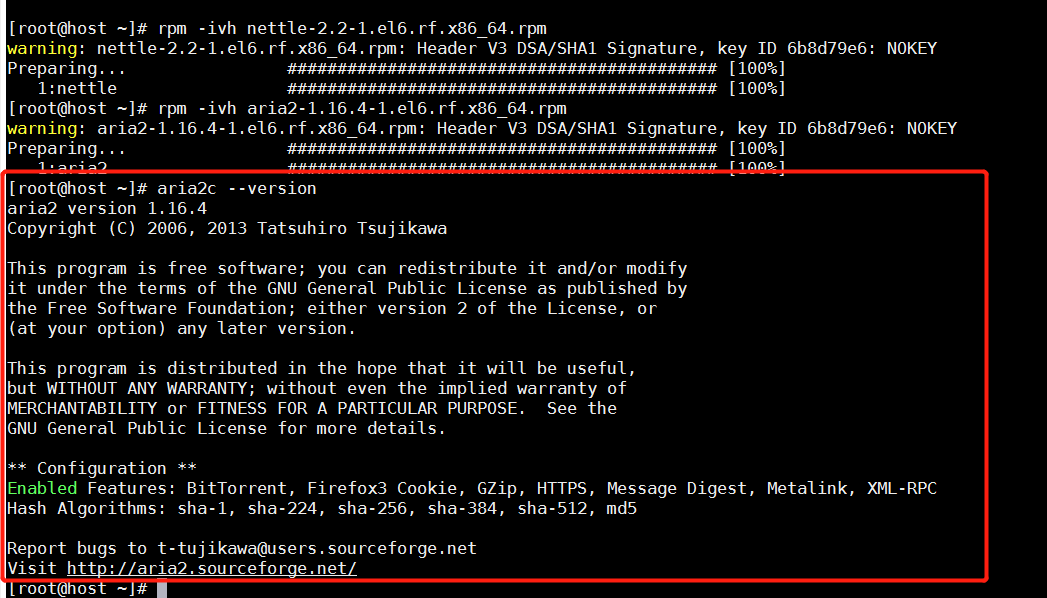 [root@host ~]# rpm -ivh nettle-2.2-1.el6.rf.x86_64.rpm
warning: nettle-2.2-1.el6.rf.x86_64.rpm: Header V3 DSA/SHA1 Signature, key ID 6b8d79e6: NOKEY
Preparing...                ########################################### [100%]
   1:nettle                 ########################################### [100%]
[root@host ~]# rpm -ivh aria2-1.16.4-1.el6.rf.x86_64.rpm
warning: aria2-1.16.4-1.el6.rf.x86_64.rpm: Header V3 DSA/SHA1 Signature, key ID 6b8d79e6: NOKEY
Preparing...                ########################################### [100%]
   1:aria2                  ########################################### [100%]
[root@host ~]# aria2c --version
aria2 version 1.16.4
Copyright (C) 2006, 2013 Tatsuhiro Tsujikawa

This program is free software; you can redistribute it and/or modify
it under the terms of the GNU General Public License as published by
the Free Software Foundation; either version 2 of the License, or
(at your option) any later version.

This program is distributed in the hope that it will be useful,
but WITHOUT ANY WARRANTY; without even the implied warranty of
MERCHANTABILITY or FITNESS FOR A PARTICULAR PURPOSE.  See the
GNU General Public License for more details.

** Configuration **
Enabled Features: BitTorrent, Firefox3 Cookie, GZip, HTTPS, Message Digest, Metalink, XML-RPC
Hash Algorithms: sha-1, sha-224, sha-256, sha-384, sha-512, md5

Report bugs to t-tujikawa@users.sourceforge.net
Visit http://aria2.sourceforge.net/
[root@host ~]#